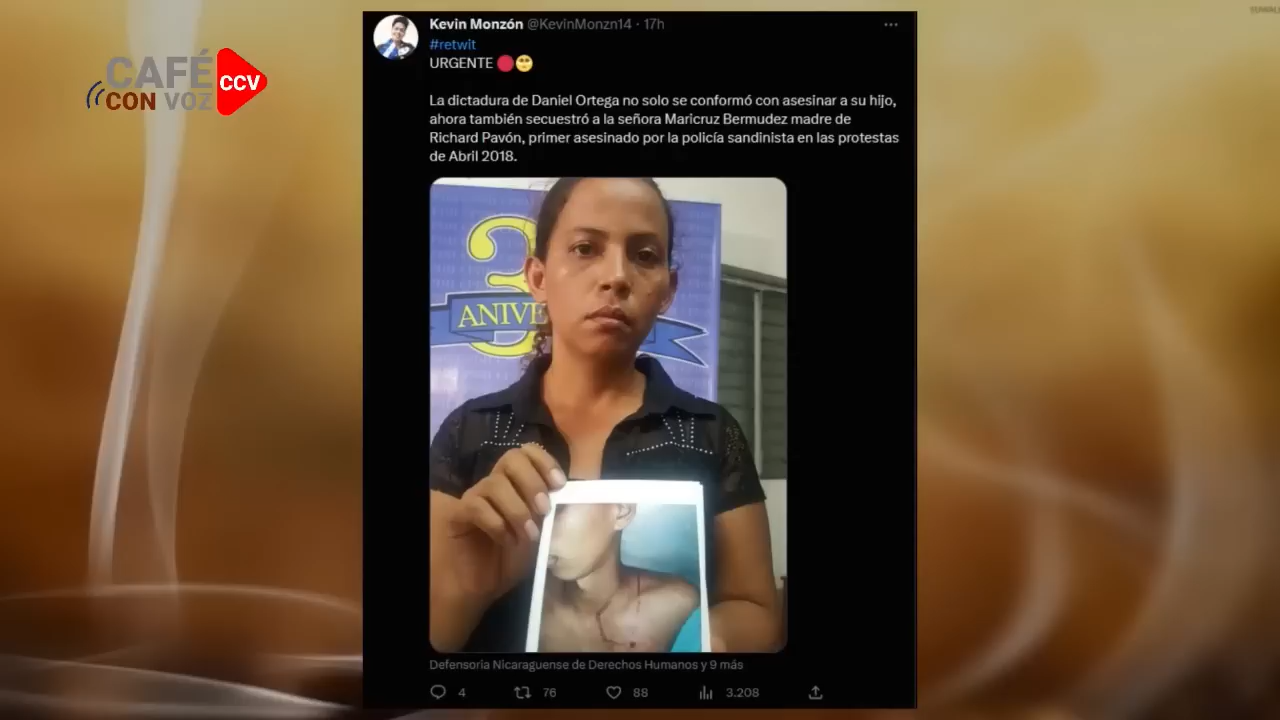 CAFÉ
CON VOZ
CCV
Kevin Monzón @KevinMonzn14 · 17h
#retwit
URGENTE
La dictadura de Daniel Ortega no solo se conformó con asesinar a su hijo,
ahora también secuestró a la señora Maricruz Bermudez madre de
Richard Pavón, primer asesinado por la policía sandinista en las protestas
de Abril 2018.
3
ANIVE
Defensoria Nicaraguense de Derechos Humanos y 9 más
4 76 88 3.208